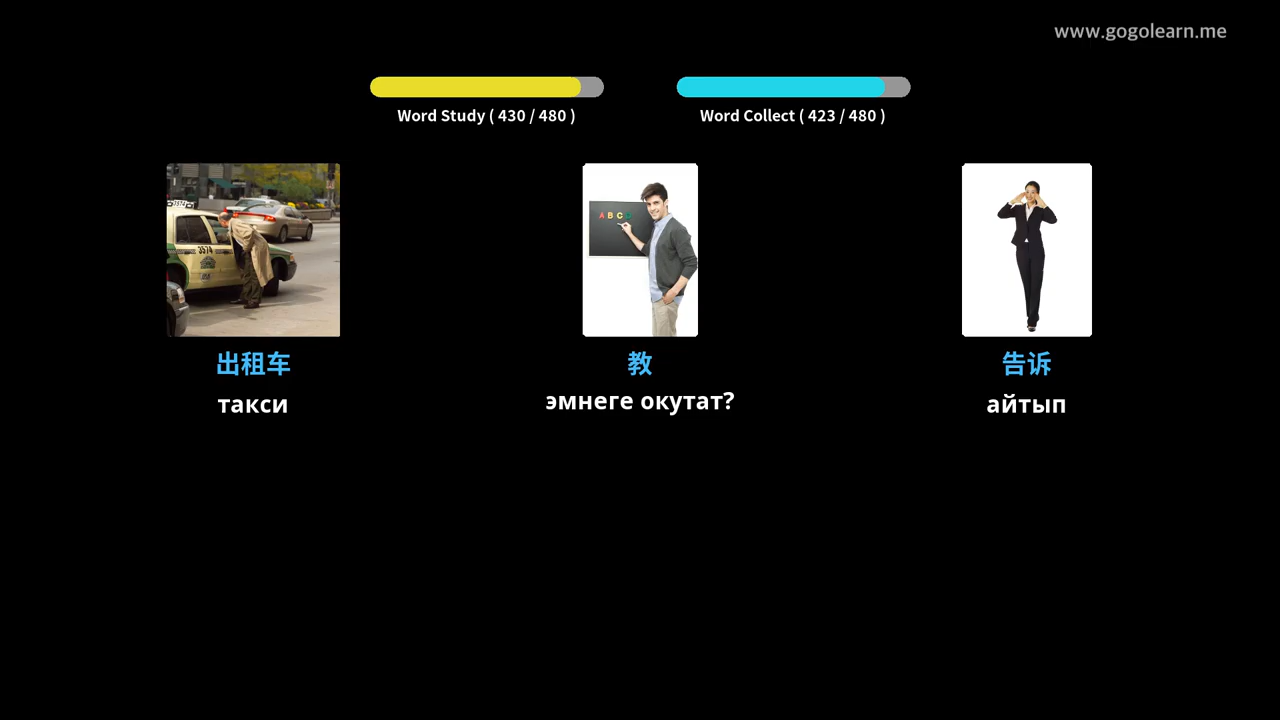 www.gogolearn.me
Word Study ( 430 / 480 )
Word Collect ( 423 / 480 )
3574
A B C D
出租车
教
告诉
такси
эмнеге окутат?
айтып